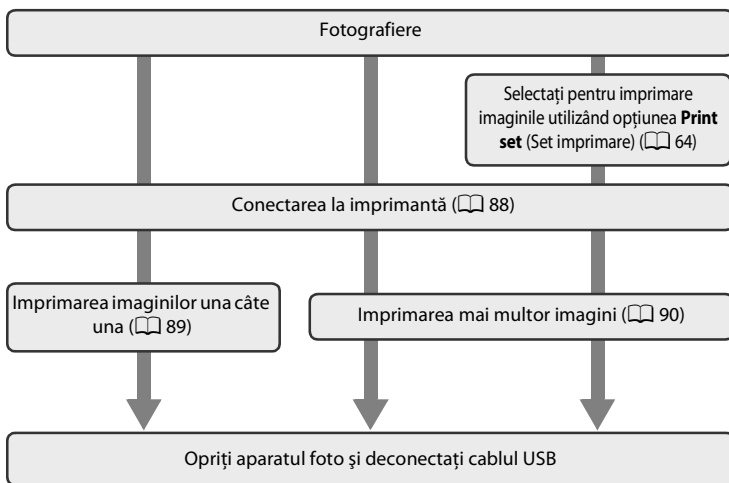 Fotografiere
Selectați pentru imprimare
imaginile utilizând opțiunea Print
set (Set imprimare) (📖 64)
Conectarea la imprimantă (📖 88)
Imprimarea imaginilor una câte
una (📖 89)
Imprimarea mai multor imagini (📖 90)
Opriți aparatul foto și deconectați cablul USB